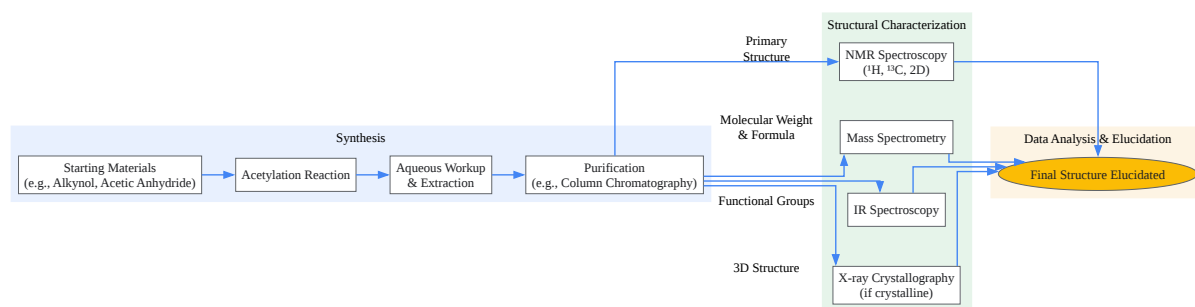 Structural Characterization
Primary
Structure
NMR Spectroscopy
(¹H, ¹³C, 2D)
Molecular Weight
& Formula
Mass Spectrometry
Synthesis
Data Analysis & Elucidation
Starting Materials
(e.g., Alkynol, Acetic Anhydride)
Acetylation Reaction
Aqueous Workup
& Extraction
Purification
(e.g., Column Chromatography)
Final Structure Elucidated
Functional Groups
IR Spectroscopy
3D Structure
X-ray Crystallography
(if crystalline)